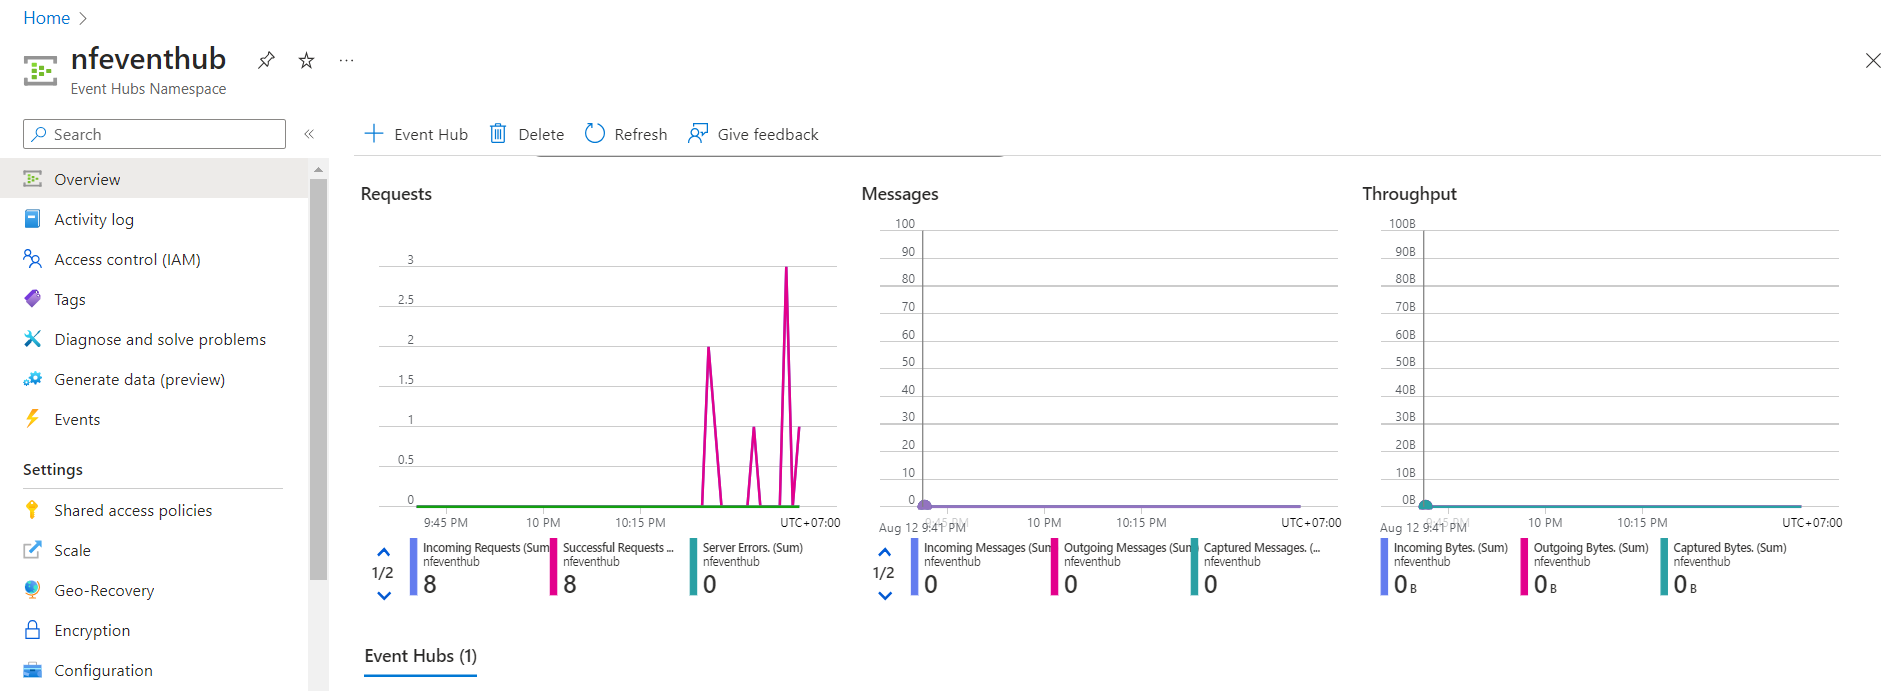 Home
nfeventhub
Event Hubs Namespace
Search
Event Hub
Delete
Refresh
Give feedback
Overview
Activity log
Access control (IAM)
Tags
Diagnose and solve problems
Generate data (preview)
Events
Settings
Shared access policies
Scale
Geo-Recovery
Encryption
Configuration
Requests
3
2.5
2
1.5
1
0.5
0
9:45 PM 10 PM 10:15 PM UTC+07:00
1/2
Incoming Requests (Sum
nfeventhub
8
Successful Requests ...
nfeventhub
8
Server Errors. (Sum)
nfeventhub
0
Messages
100
90
80
70
60
50
40
30
20
10
0
9:45 PM 10 PM 10:15 PM UTC+07:00
Aug 12 9:41 PM
1/2
Incoming Messages (Sum
nfeventhub
0
Outgoing Messages (Sum
nfeventhub
0
Captured Messages. (...
nfeventhub
0
Throughput
100B
90B
80B
70B
60B
50B
40B
30B
20B
10B
0B
9:45 PM 10 PM 10:15 PM UTC+07:00
Aug 12 9:41 PM
Incoming Bytes. (Sum)
nfeventhub
0 B
Outgoing Bytes. (Sum)
nfeventhub
0 B
Captured Bytes. (Sum)
nfeventhub
0 B
Event Hubs (1)